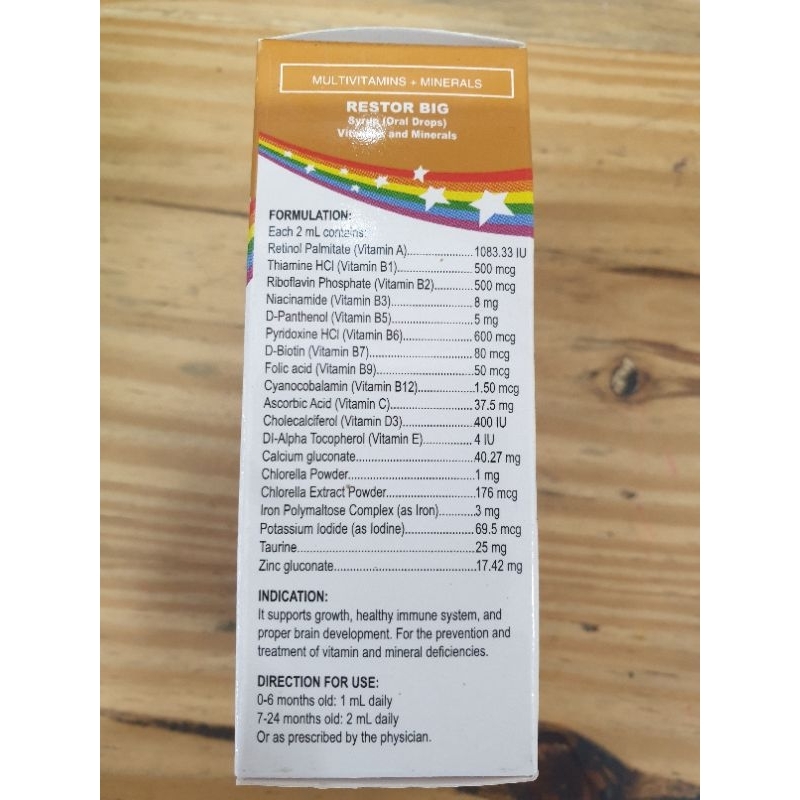 MULTIVITAMINS + MINERALS
RESTOR BIG
Syrup (Oral Drops)
Vitamins and Minerals
FORMULATION:
Each 2 mL contains:
Retinol Palmitate (Vitamin A)..................1083.33 IU
Thiamine HCl (Vitamin B1)......................500 mcg
Riboflavin Phosphate (Vitamin B2)............500 mcg
Niacinamide (Vitamin B3)........................8 mg
D-Panthenol (Vitamin B5)........................5 mg
Pyridoxine HCl (Vitamin B6)....................600 mcg
D-Biotin (Vitamin B7)..............................80 mcg
Folic acid (Vitamin B9)............................50 mcg
Cyanocobalamin (Vitamin B12)................1.50 mcg
Ascorbic Acid (Vitamin C)........................37.5 mg
Cholecalciferol (Vitamin D3)....................400 IU
Dl-Alpha Tocopherol (Vitamin E)..............4 IU
Calcium gluconate..................................40.27 mg
Chlorella Powder....................................1 mg
Chlorella Extract Powder.........................176 mcg
Iron Polymaltose Complex (as Iron)..........3 mg
Potassium Iodide (as Iodine)....................69.5 mcg
Taurine..................................................25 mg
Zinc gluconate........................................17.42 mg
INDICATION:
It supports growth, healthy immune system, and
proper brain development. For the prevention and
treatment of vitamin and mineral deficiencies.
DIRECTION FOR USE:
0-6 months old: 1 mL daily
7-24 months old: 2 mL daily
Or as prescribed by the physician.